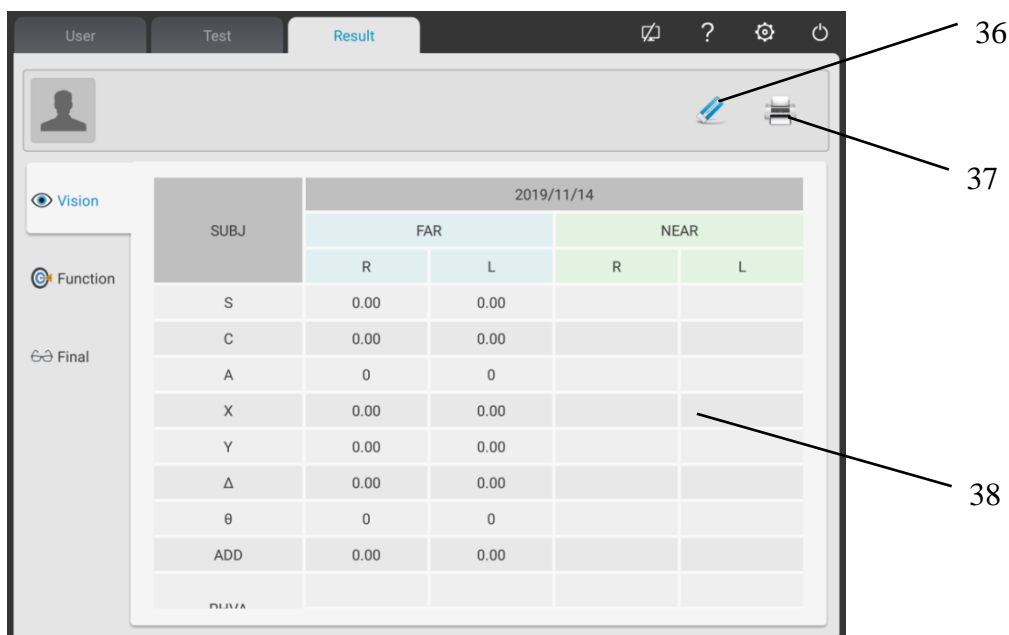 User Test Result ?
36
37
Vision
2019/11/14
SUBJ FAR NEAR
R L R L
Function
S 0.00 0.00
C 0.00 0.00
Final
A 0 0
X 0.00 0.00
Y 0.00 0.00
38
Δ 0.00 0.00
θ 0 0
ADD 0.00 0.00